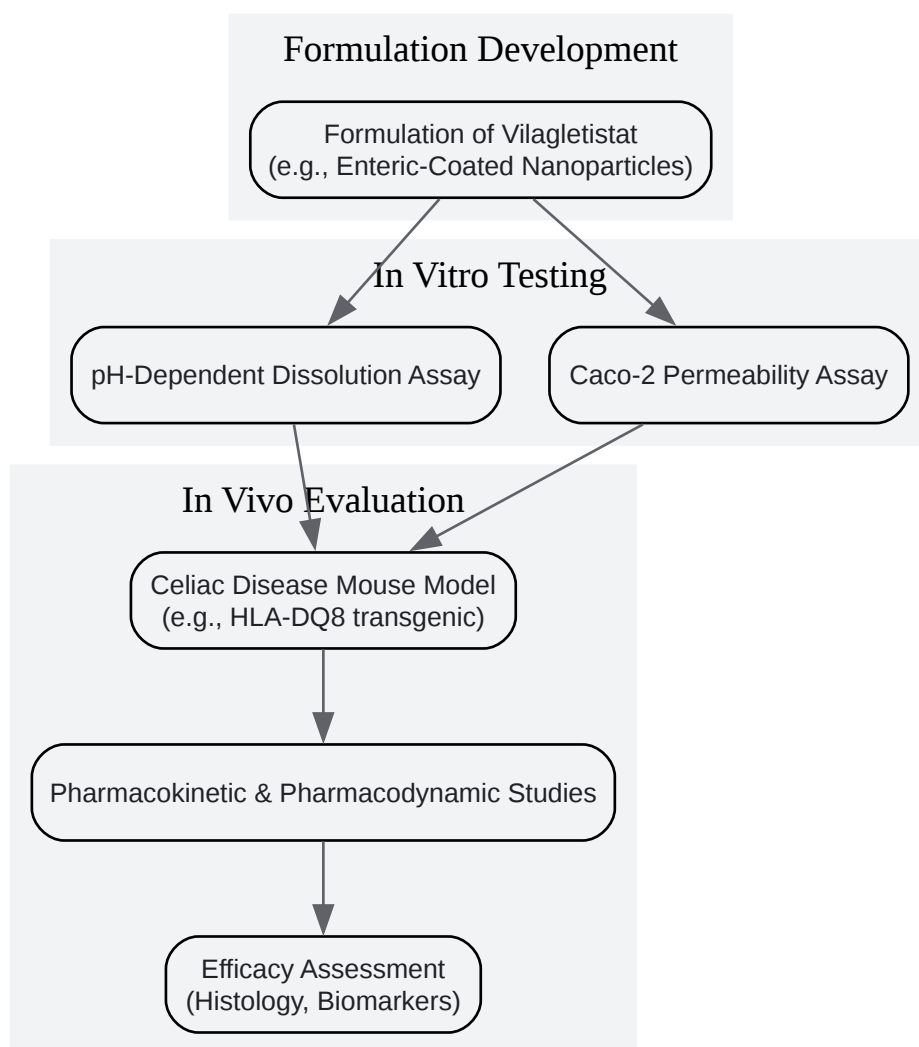 Formulation Development
Formulation of Vilagletistat
(e.g., Enteric-Coated Nanoparticles)
In Vitro Testing
pH-Dependent Dissolution Assay
Caco-2 Permeability Assay
In Vivo Evaluation
Celiac Disease Mouse Model
(e.g., HLA-DQ8 transgenic)
Pharmacokinetic & Pharmacodynamic Studies
Efficacy Assessment
(Histology, Biomarkers)